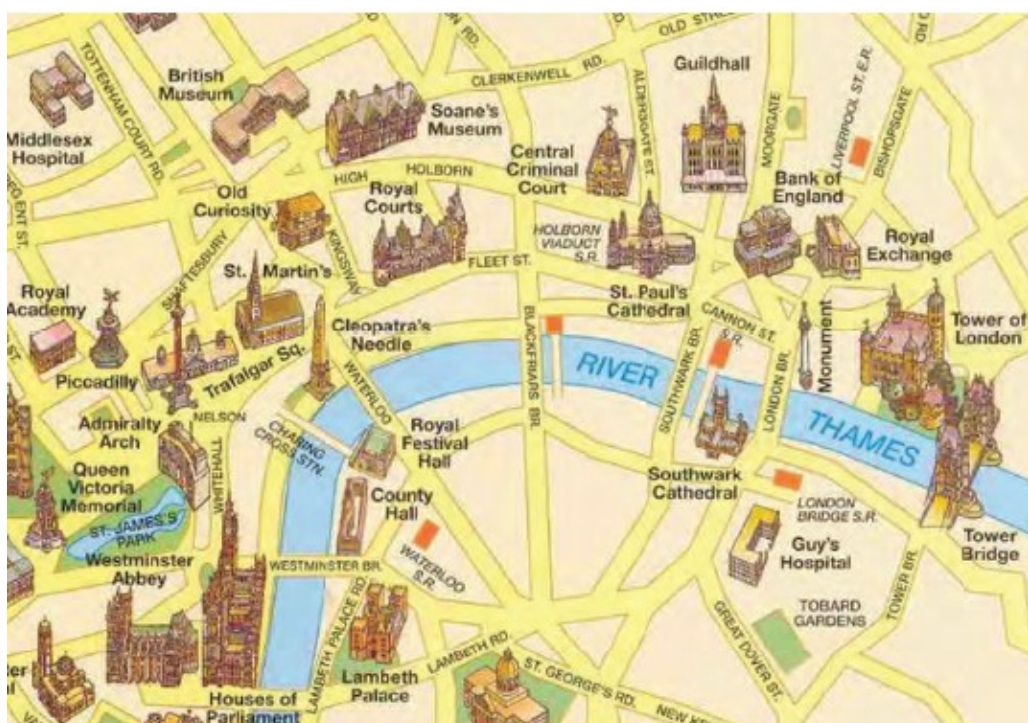 OLD STREET
TOTTENHAM COURT RD.
British
Museum
CLERKENWELL RD.
ALDERSGATE ST.
Guildhall
MOORGATE
LIVERPOOL ST. E.R.
BISHOPSGATE
Middlesex
Hospital
Soane's
Museum
Central
Criminal
Court
HIGH HOLBORN
Old
Curiosity
Royal
Courts
KINGSWAY
HOLBORN
VIADUCT
S.R.
Bank of
England
Royal
Exchange
SHAFTESBURY
St. Martin's
FLEET ST.
Royal
Academy
Piccadilly
Trafalgar Sq.
Cleopatra's
Needle
WATERLOO
BLACKFRIARS BR.
St. Paul's
Cathedral
CANNON ST.
S.R.
SOUTHWARK BR.
LONDON BR.
Monument
Tower of
London
RIVER THAMES
Admiralty
Arch
NELSON
WHITEHALL
CHARING
CROSS STN.
Royal
Festival
Hall
Queen
Victoria
Memorial
ST. JAMES'S
PARK
County
Hall
WATERLOO
S.R.
Southwark
Cathedral
LONDON
BRIDGE S.R.
Guy's
Hospital
Tower
Bridge
TOWER BR.
Westminster
Abbey
WESTMINSTER BR.
LAMBETH PALACE RD
TOBARD
GARDENS
GREAT DOVER ST.
Houses of
Parliament
Lambeth
Palace
LAMBETH RD
ST. GEORGE'S RD.